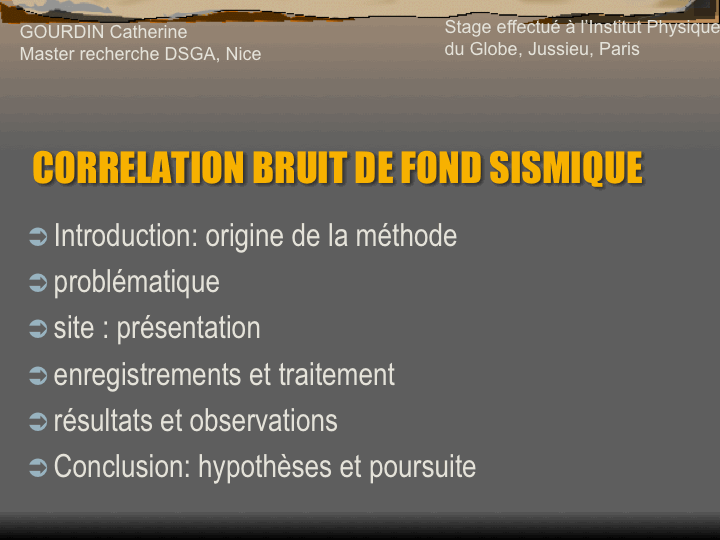 GOURDIN Catherine
Master recherche DSGA, Nice
Stage effectué à l'Institut Physique
du Globe, Jussieu, Paris
CORRELATION BRUIT DE FOND SISMIQUE
Introduction: origine de la méthode
problématique
site : présentation
enregistrements et traitement
résultats et observations
Conclusion: hypothèses et poursuite